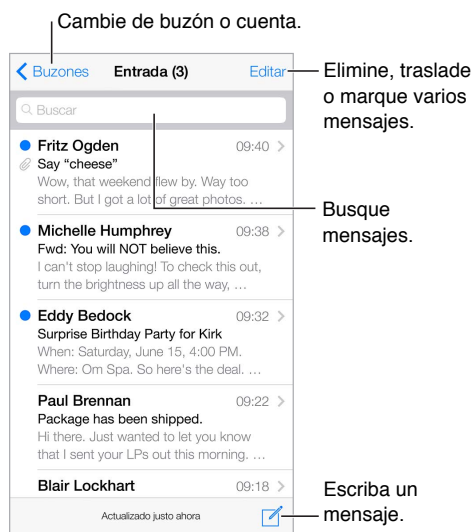 Cambie de buzón o cuenta.
Buzones Entrada (3) Editar
Elimine, traslade
o marque varios
mensajes.
Buscar
Fritz Ogden 09:40
Say “cheese”
Wow, that weekend flew by. Way too
short. But I got a lot of great photos. …
Busque
mensajes.
Michelle Humphrey 09:38
Fwd: You will NOT believe this.
I can't stop laughing! To check this out,
turn the brightness up all the way, …
Eddy Bedock 09:32
Surprise Birthday Party for Kirk
When: Saturday, June 15, 4:00 PM.
Where: Om Spa. So here's the deal. …
Paul Brennan 09:22
Package has been shipped.
Hi there. Just wanted to let you know
that I sent your LPs out this morning. …
Blair Lockhart 09:18
Actualizado justo ahora
Escriba un
mensaje.